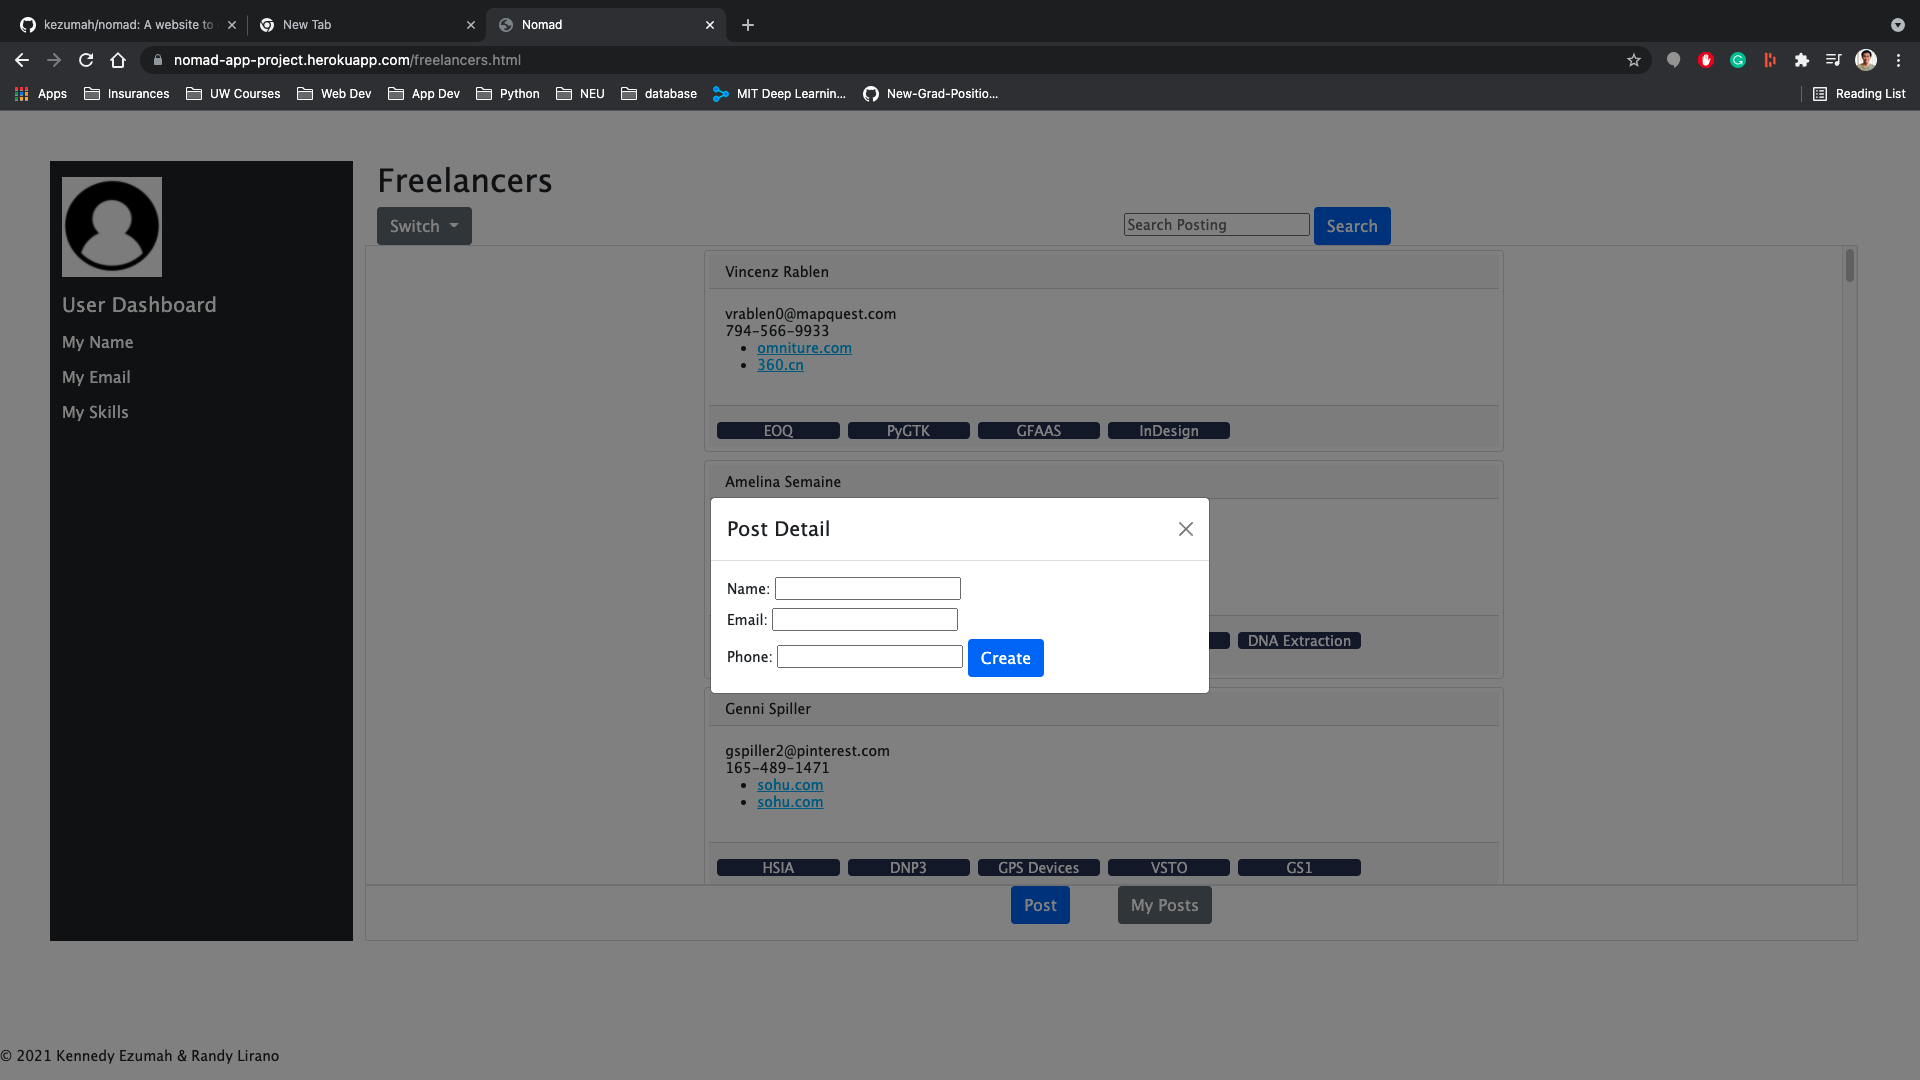 kezumah/nomad: A website to
New Tab
Nomad
nomad-app-project.herokuapp.com/freelancers.html
Apps
Insurances
UW Courses
Web Dev
App Dev
Python
NEU
database
MIT Deep Learnin...
New-Grad-Positio...
Reading List
User Dashboard
My Name
My Email
My Skills
Freelancers
Switch
Search Posting
Search
Vincenz Rablen
vrablen0@mapquest.com
794-566-9933
omniture.com
360.cn
EOQ PyGTK GFAAS InDesign
Amelina Semaine
DNA Extraction
Post Detail
Name:
Email:
Phone:
Create
Genni Spiller
gspiller2@pinterest.com
165-489-1471
sohu.com
sohu.com
HSIA DNP3 GPS Devices VSTO GS1
Post
My Posts
© 2021 Kennedy Ezumah & Randy Lirano